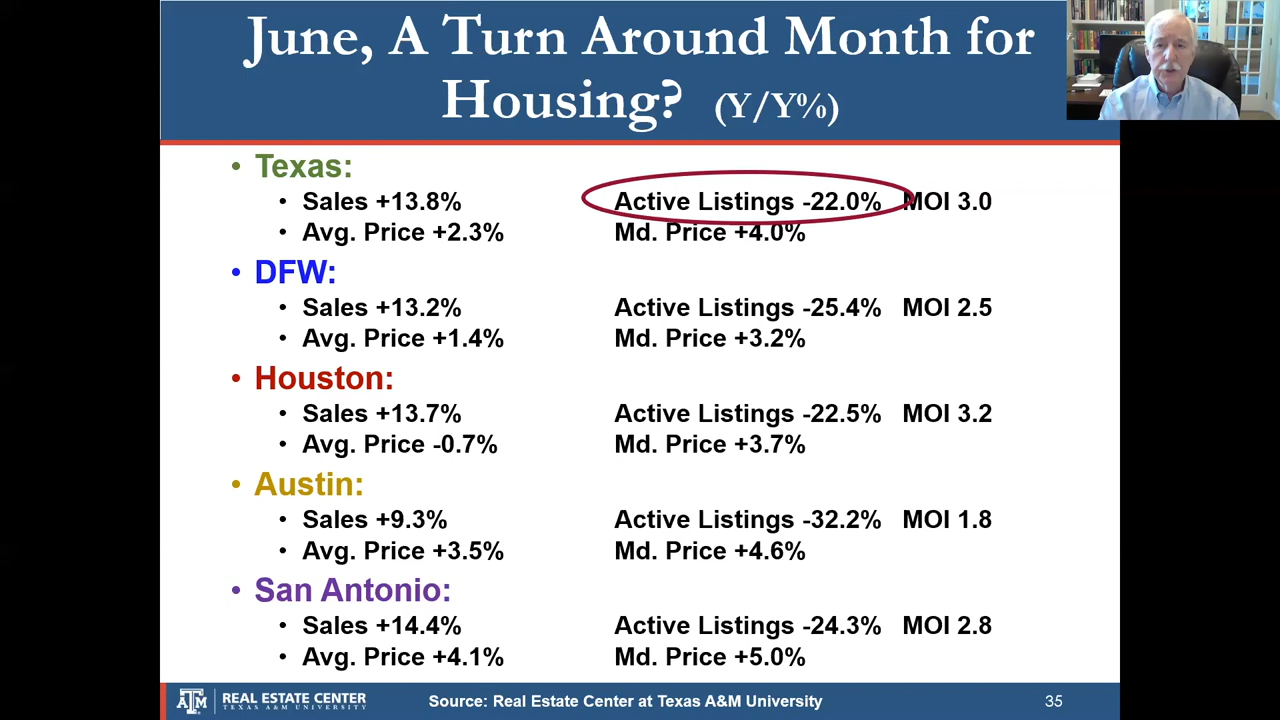 June, A Turn Around Month for
Housing? (Y/Y%)
• Texas:
• Sales +13.8% Active Listings -22.0% MOI 3.0
• Avg. Price +2.3% Md. Price +4.0%
• DFW:
• Sales +13.2% Active Listings -25.4% MOI 2.5
• Avg. Price +1.4% Md. Price +3.2%
• Houston:
• Sales +13.7% Active Listings -22.5% MOI 3.2
• Avg. Price -0.7% Md. Price +3.7%
• Austin:
• Sales +9.3% Active Listings -32.2% MOI 1.8
• Avg. Price +3.5% Md. Price +4.6%
• San Antonio:
• Sales +14.4% Active Listings -24.3% MOI 2.8
• Avg. Price +4.1% Md. Price +5.0%
ATM REAL ESTATE CENTER
TEXAS A&M UNIVERSITY
Source: Real Estate Center at Texas A&M University
35